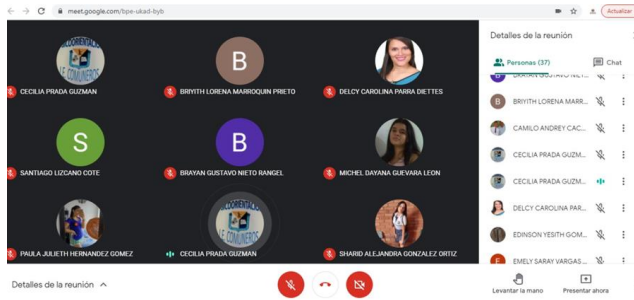 meet.google.com/bpe-ukad-byb
Actualizar
Detalles de la reunión
Personas (37)
Chat
CECILIA PRADA GUZMAN
B
BRIYITH LORENA MARROQUIN PRIETO
DELCY CAROLINA PARRA DIETTES
S
SANTIAGO LIZCANO COTE
B
BRAYAN GUSTAVO NIETO RANGEL
MICHEL DAYANA GUEVARA LEON
PAULA JULIETH HERNANDEZ GOMEZ
CECILIA PRADA GUZMAN
SHARID ALEJANDRA GONZALEZ ORTIZ
BRAYAN GUSTAVO NIET...
B
BRIYITH LORENA MARR...
CAMILO ANDREY CAC...
CECILIA PRADA GUZM...
CECILIA PRADA GUZM...
DELCY CAROLINA PAR...
EDINSON YESITH GOM...
E
EMELY SARAY VARGAS ...
Detalles de la reunión
Levantar la mano
Presentar ahora